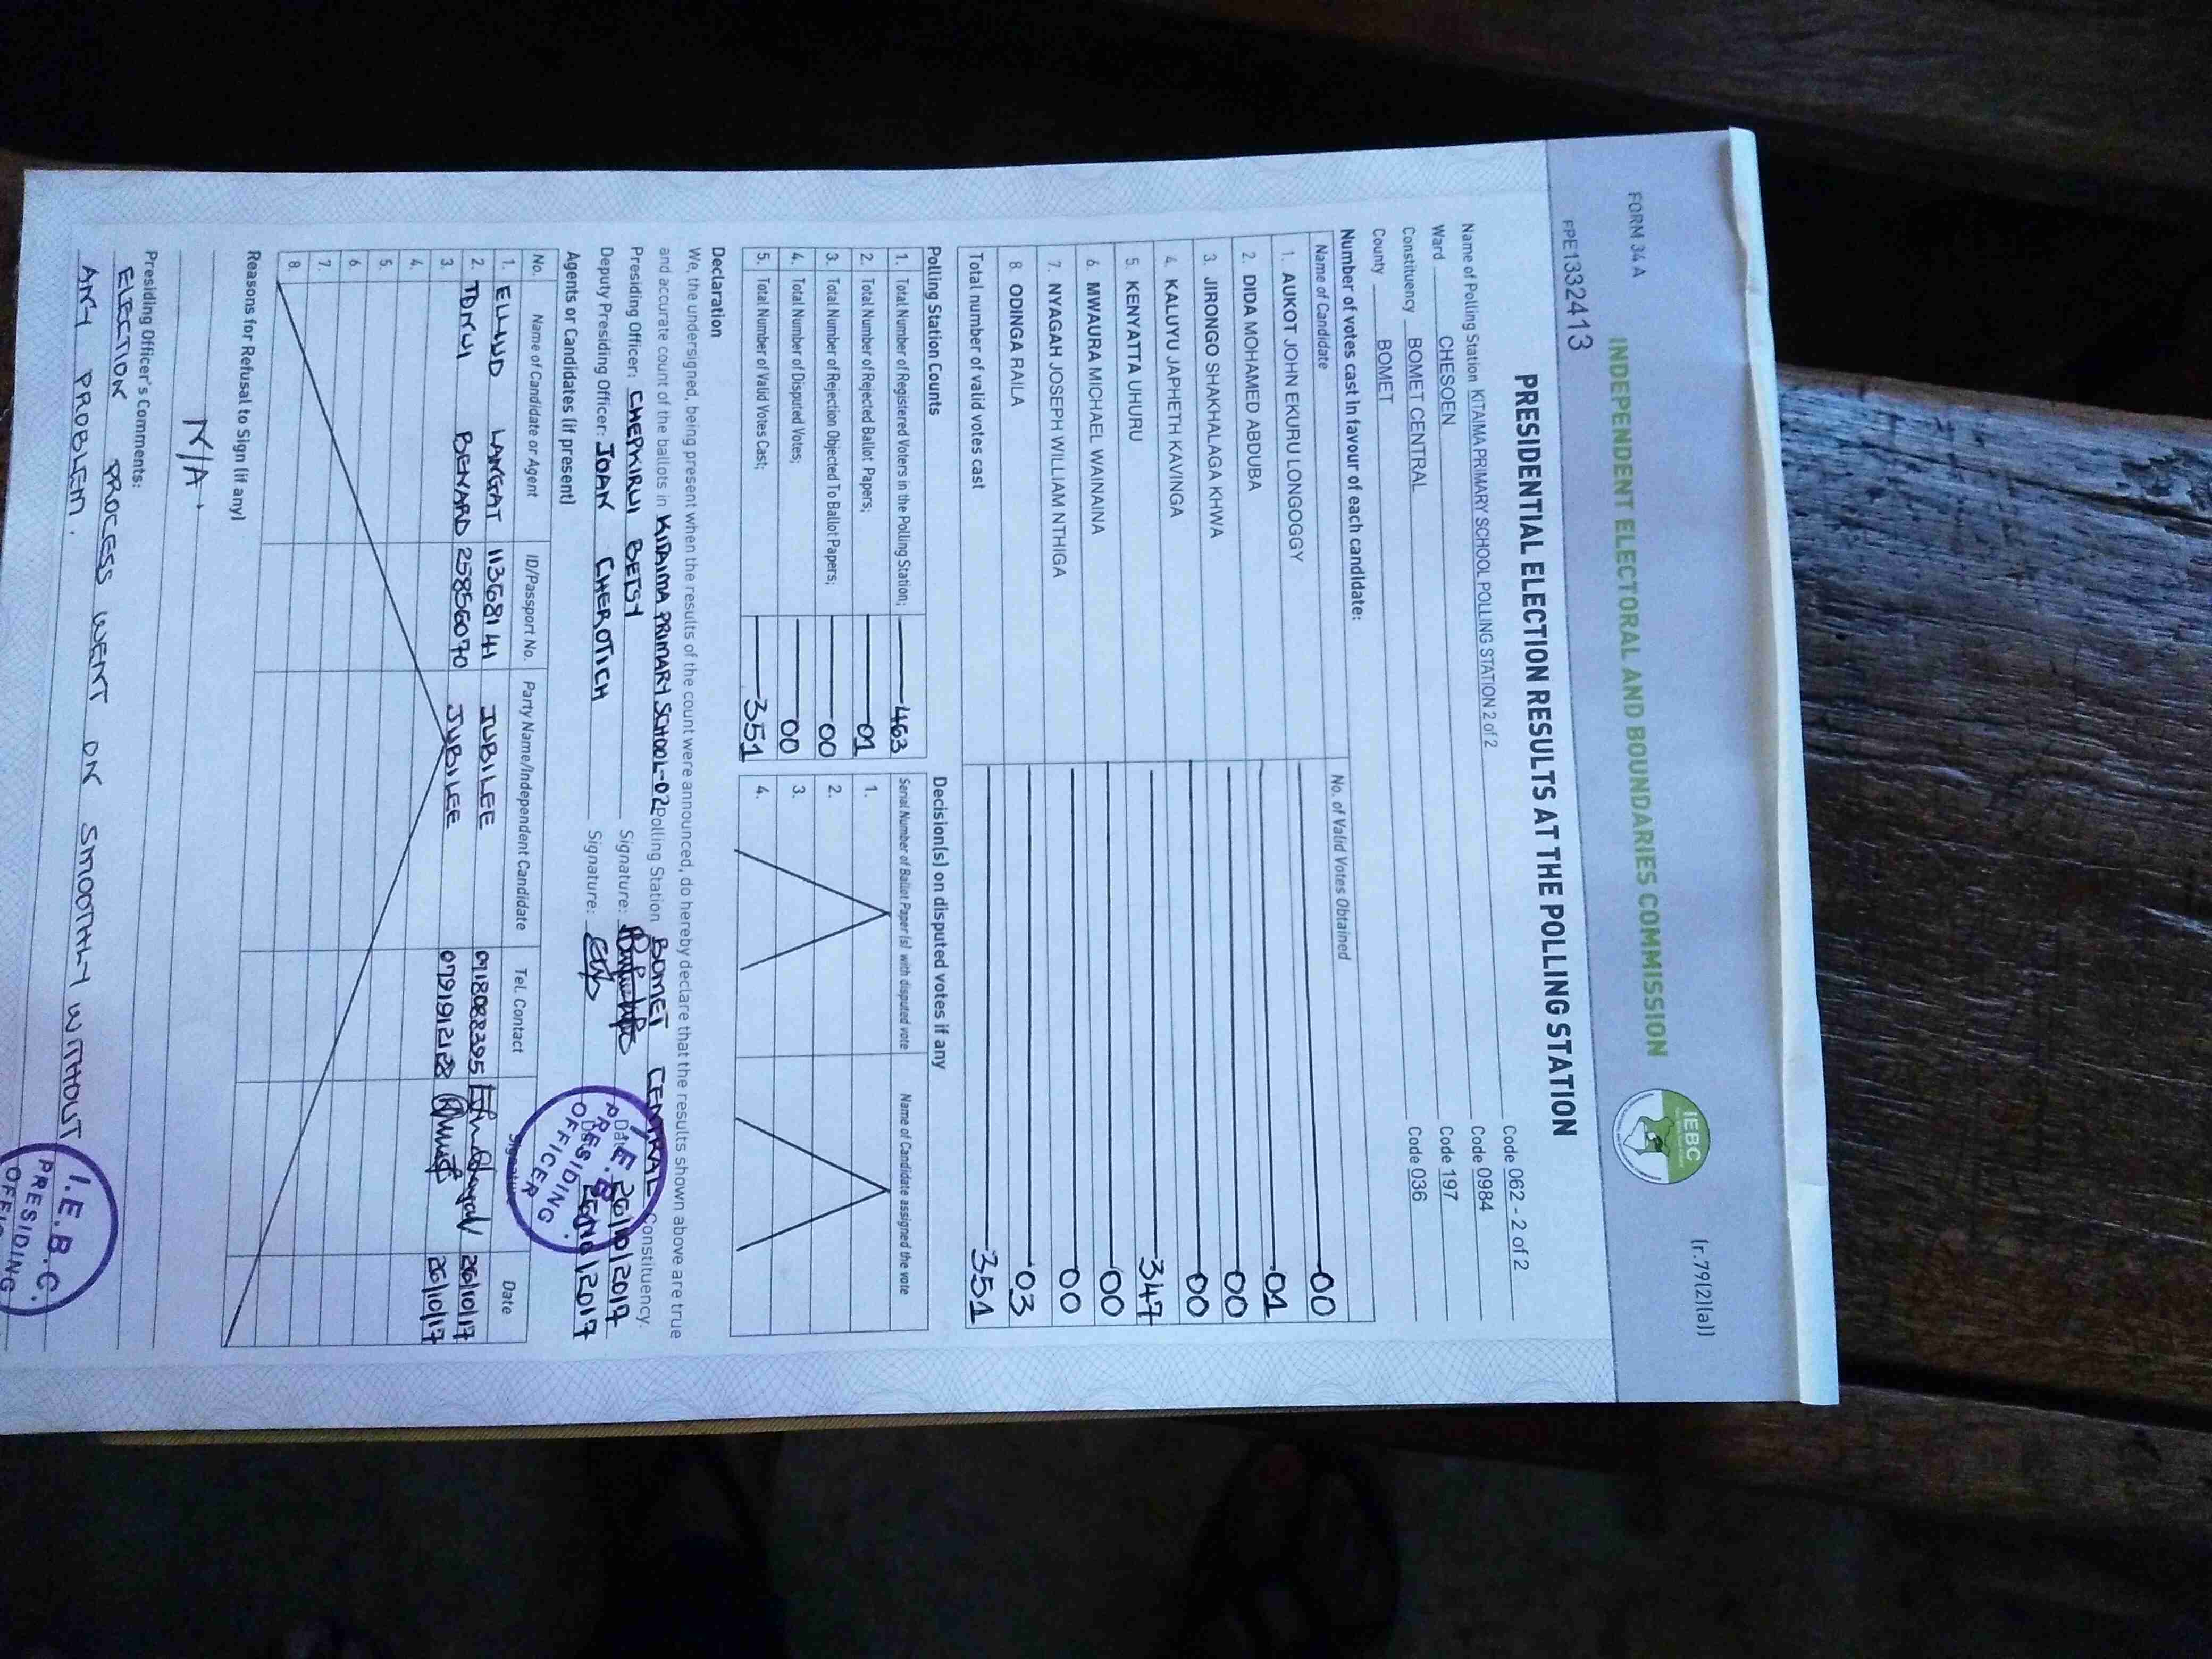 FORM 34 A
(r.79(2)(a))
INDEPENDENT ELECTORAL AND BOUNDARIES COMMISSION
IEBC
FPE1332413
PRESIDENTIAL ELECTION RESULTS AT THE POLLING STATION
Name of Polling Station KITAIMA PRIMARY SCHOOL POLLING STATION 2 of 2 Code 062 - 2 of 2
Ward CHESOEN Code 0984
Constituency BOMET CENTRAL Code 197
County BOMET Code 036
Number of votes cast in favour of each candidate:
Name of Candidate No. of Valid Votes Obtained
1. AUKOT JOHN EKURU LONGOGGY 00
2. DIDA MOHAMED ABDUBA 01
3. JIRONGO SHAKHALAGA KHWA 00
4. KALUYU JAPHETH KAVINGA 00
5. KENYATTA UHURU 347
6. MWAURA MICHAEL WAINAINA 00
7. NYAGAH JOSEPH WILLIAM NTHIGA 00
8. ODINGA RAILA 03
Total number of valid votes cast 351
Polling Station Counts Decision(s) on disputed votes if any
1. Total Number of Registered Voters in the Polling Station; 463 Serial Number of Ballot Paper (s) with disputed vote Name of Candidate assigned the vote
2. Total Number of Rejected Ballot Papers; 01 1.
3. Total Number of Rejection Objected To Ballot Papers; 00 2.
4. Total Number of Disputed Votes; 00 3.
5. Total Number of Valid Votes Cast; 351 4.
Declaration
We, the undersigned, being present when the results of the count were announced, do hereby declare that the results shown above are true
and accurate count of the ballots in KITAIMA PRIMARY SCHOOL-02 Polling Station BOMET CENTRAL Constituency.
Presiding Officer: CHEPKIRUI BETSY Signature: Date: 26/10/2017
Deputy Presiding Officer: JOAN CHEROTICH Signature: 26/10/2017
I.E.B.C. PRESIDING OFFICER
Agents or Candidates (if present)
No. Name of Candidate or Agent ID/Passport No. Party Name/Independent Candidate Tel. Contact Signature Date
1. ELIUD LANGAT 11368141 JUBILEE 26/10/17
2. BENARD 25856070 JUBILEE 26/10/17
3.
4.
5.
6.
7.
8.
Reasons for Refusal to Sign (if any)
N/A.
Presiding Officer's Comments:
ELECTION PROCESS WENT ON SMOOTHLY WITHOUT
ANY PROBLEM.
I.E.B.C.
PRESIDING